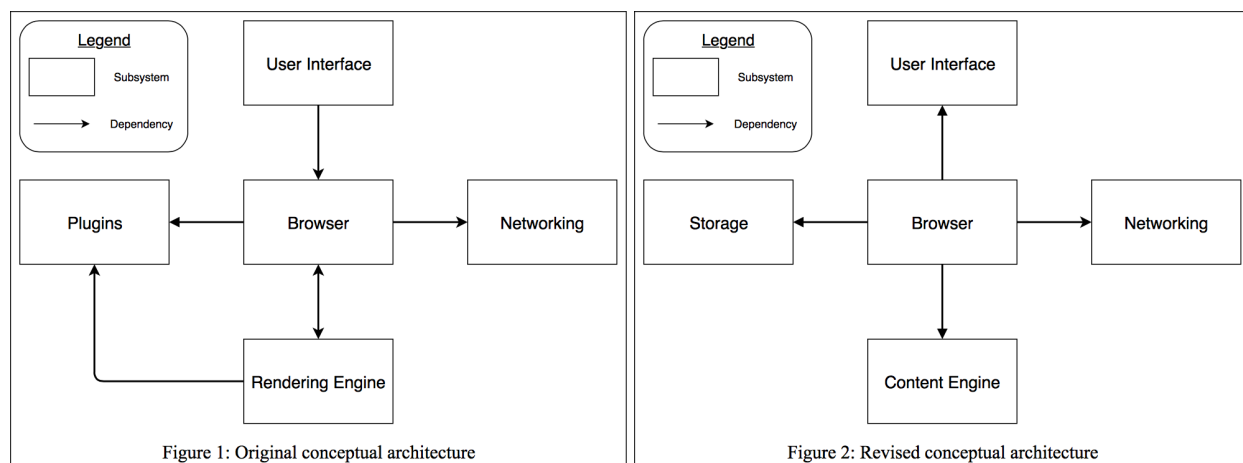 Legend
Subsystem
Dependency
User Interface
Plugins
Browser
Networking
Rendering Engine
Figure 1: Original conceptual architecture
Legend
Subsystem
Dependency
User Interface
Storage
Browser
Networking
Content Engine
Figure 2: Revised conceptual architecture